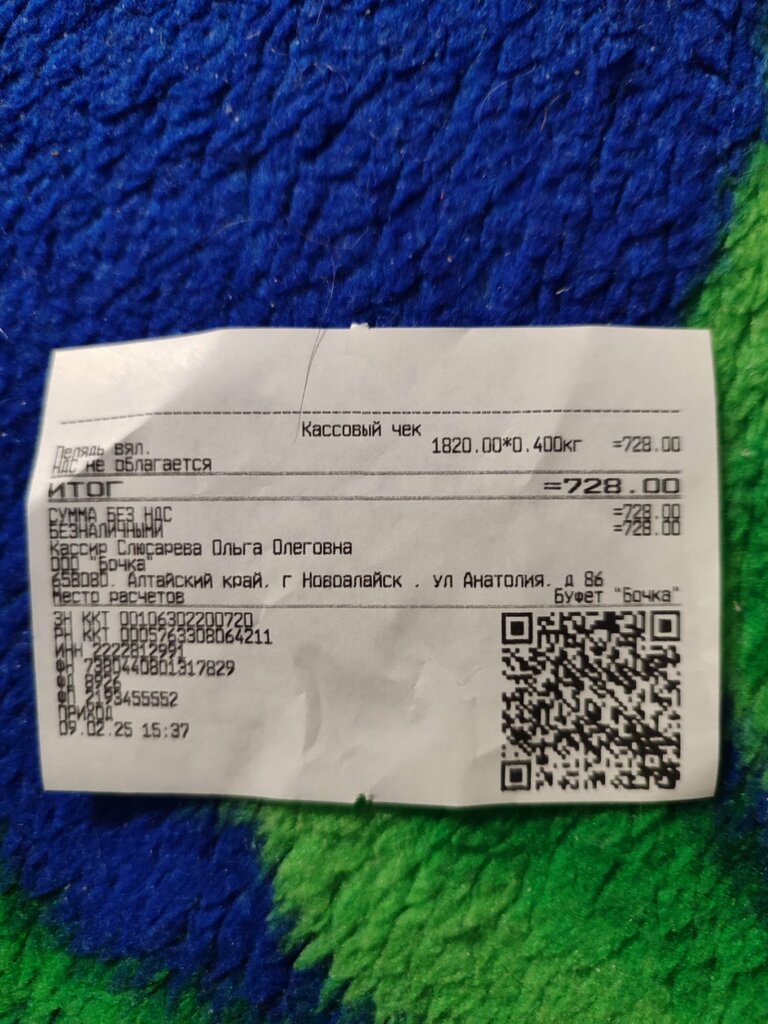 Кассовый чек
Пелядь вял. 1820.00*0.400кг =728.00
НДС не облагается
ИТОГ =728.00
СУММА БЕЗ НДС =728.00
БЕЗНАЛИЧНЫМИ =728.00
Кассир Слюсарева Ольга Олеговна
ООО "Бочка"
658080, Алтайский край, г Новоалайск , ул Анатолия, д 86
Место расчетов Буфет "Бочка"
ЗН ККТ 00106302200720
РН ККТ 0005763308064211
ИНН 2222812991
ФН 7380440801317829
ФД 8926
ФП 2193455552
ПРИХОД
09.02.25 15:37